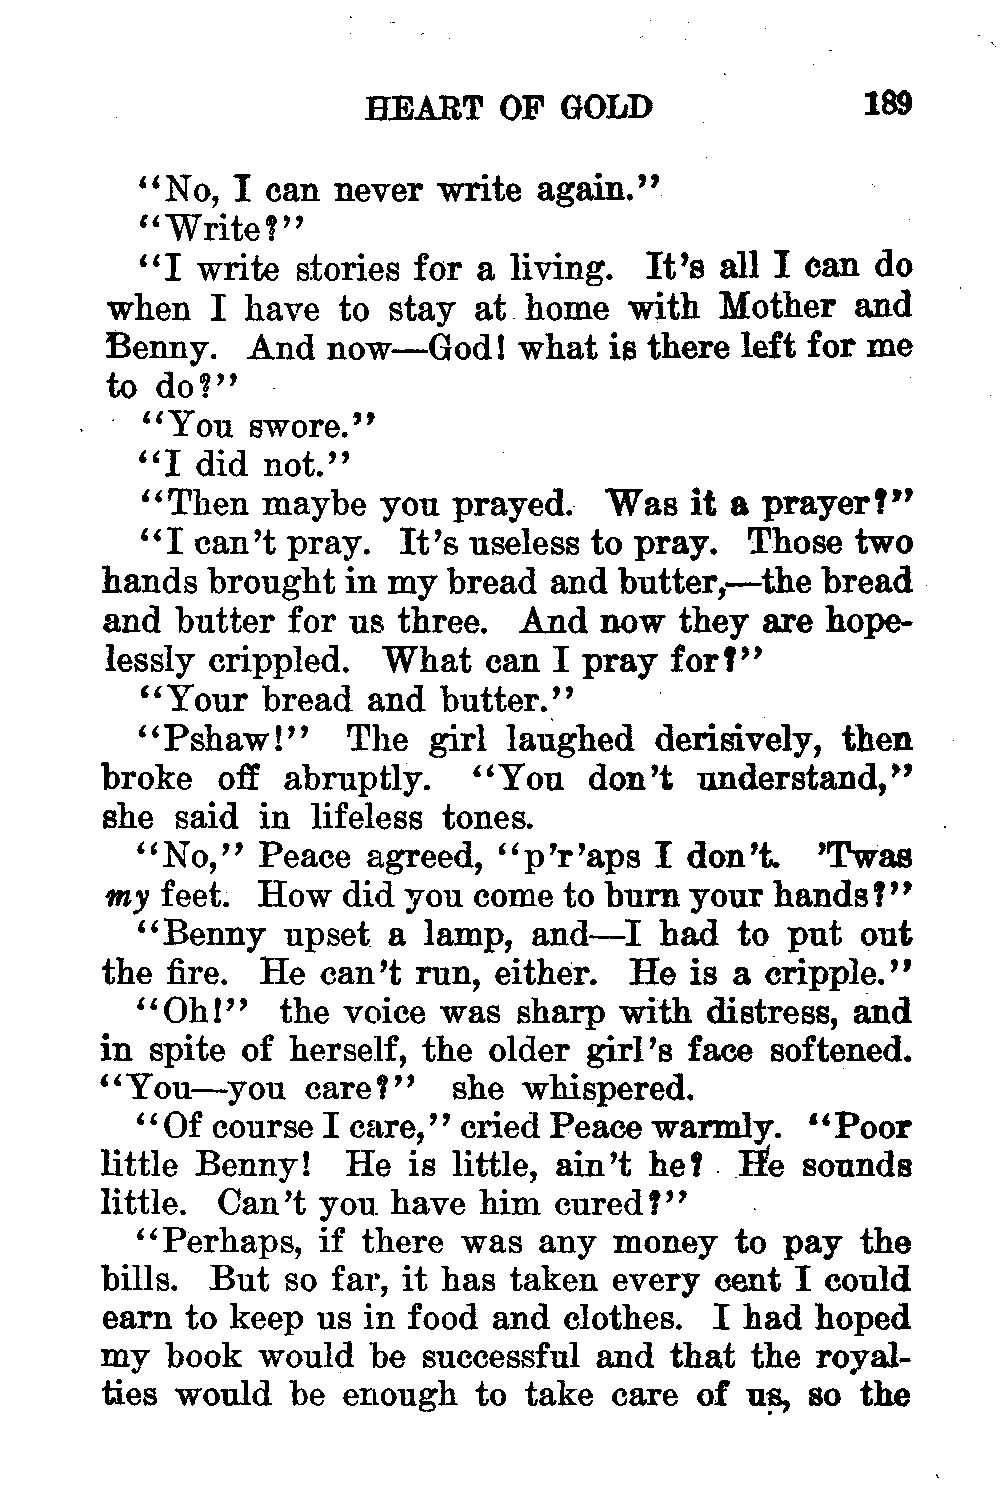 HEART OF GOLD 189
"No, I can never write again."
"Write?"
"I write stories for a living. It's all I can do
when I have to stay at home with Mother and
Benny. And now—God! what is there left for me
to do?"
"You swore."
"I did not."
"Then maybe you prayed. Was it a prayer?"
"I can't pray. It's useless to pray. Those two
hands brought in my bread and butter,—the bread
and butter for us three. And now they are hope-
lessly crippled. What can I pray for?"
"Your bread and butter."
"Pshaw!" The girl laughed derisively, then
broke off abruptly. "You don't understand,"
she said in lifeless tones.
"No," Peace agreed, "p'r'aps I don't. 'Twas
my feet. How did you come to burn your hands?"
"Benny upset a lamp, and—I had to put out
the fire. He can't run, either. He is a cripple."
"Oh!" the voice was sharp with distress, and
in spite of herself, the older girl's face softened.
"You—you care?" she whispered.
"Of course I care," cried Peace warmly. "Poor
little Benny! He is little, ain't he? He sounds
little. Can't you have him cured?"
"Perhaps, if there was any money to pay the
bills. But so far, it has taken every cent I could
earn to keep us in food and clothes. I had hoped
my book would be successful and that the royal-
ties would be enough to take care of us, so the